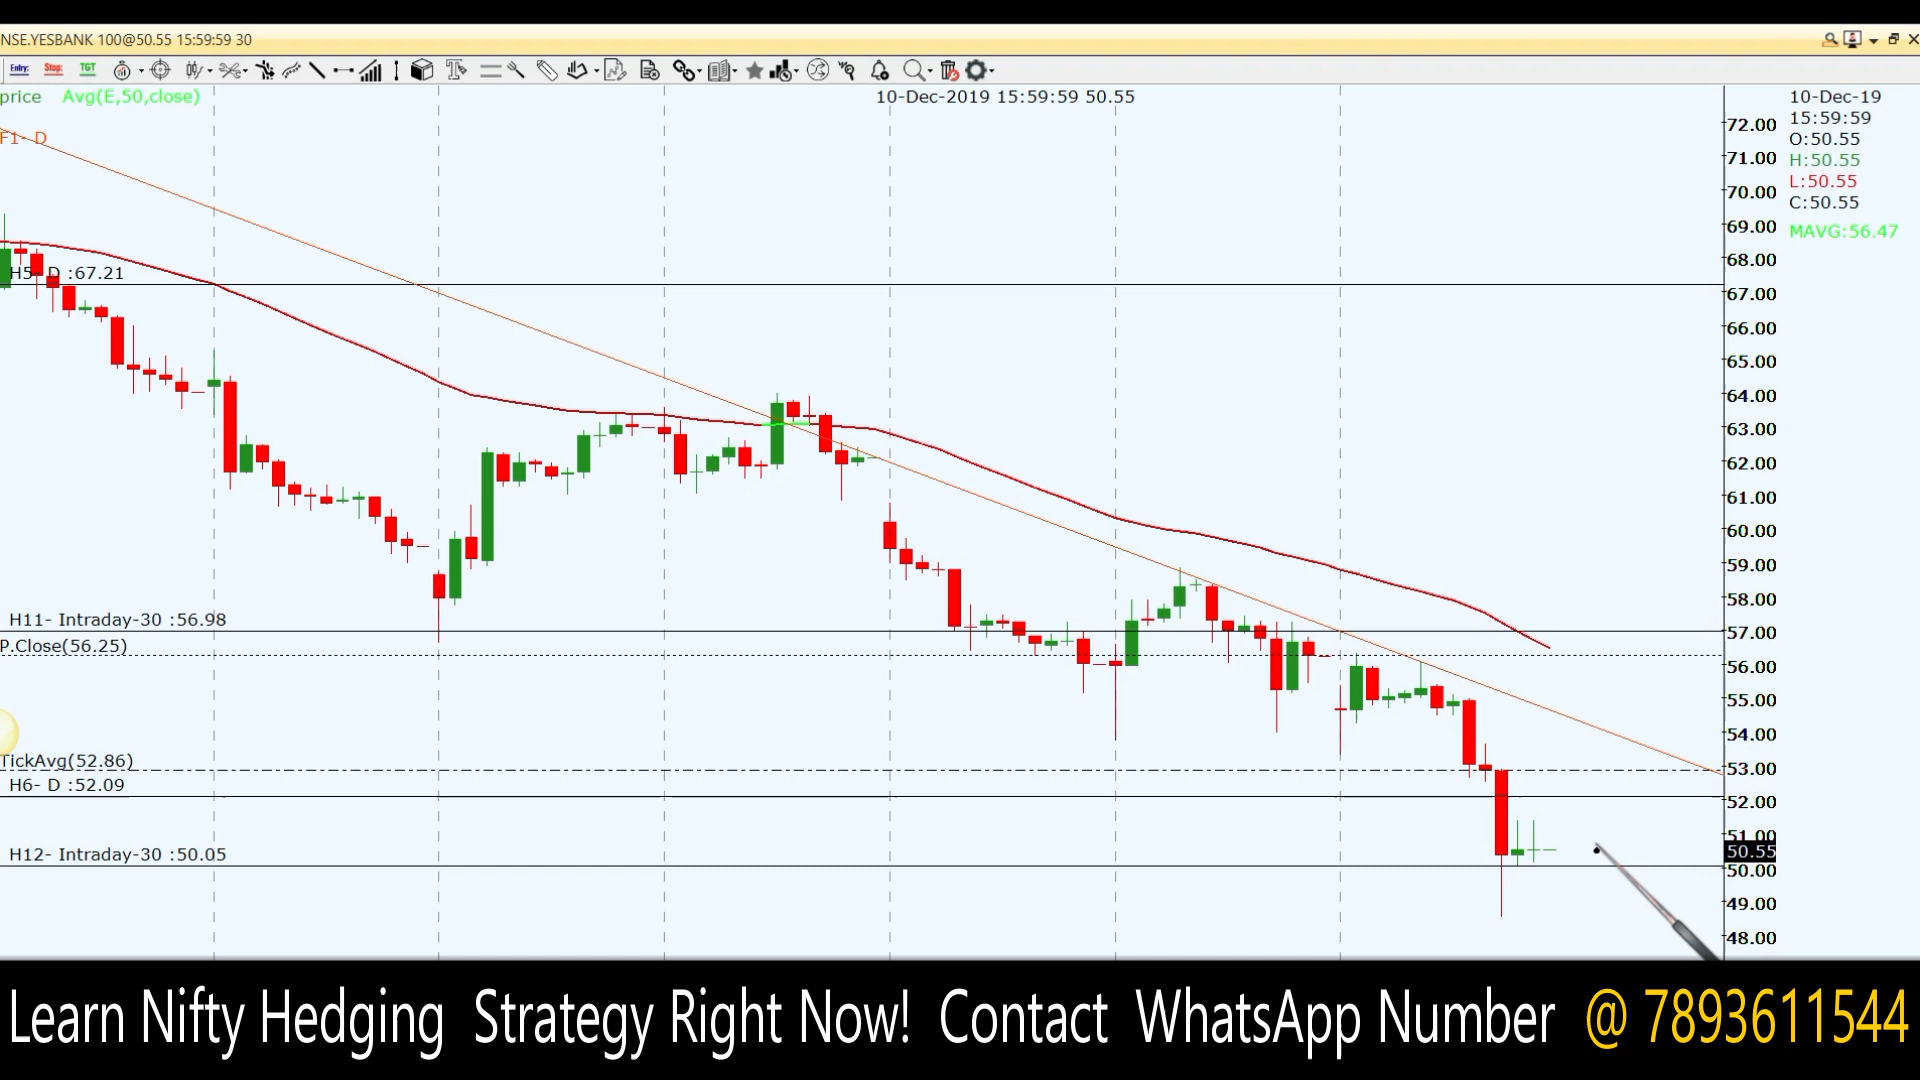 NSE.YESBANK 100@50.55 15:59:59 30
Entry: Stop: TGT
price Avg(E,50,close)
10-Dec-2019 15:59:59 50.55
10-Dec-19
15:59:59
O:50.55
H:50.55
L:50.55
C:50.55
MAVG:56.47
F1- D
H5- D :67.21
H11- Intraday-30 :56.98
P.Close(56.25)
TickAvg(52.86)
H6- D :52.09
H12- Intraday-30 :50.05
72.00
71.00
70.00
69.00
68.00
67.00
66.00
65.00
64.00
63.00
62.00
61.00
60.00
59.00
58.00
57.00
56.00
55.00
54.00
53.00
52.00
51.00
50.55
50.00
49.00
48.00
Learn Nifty Hedging Strategy Right Now! Contact WhatsApp Number @ 7893611544